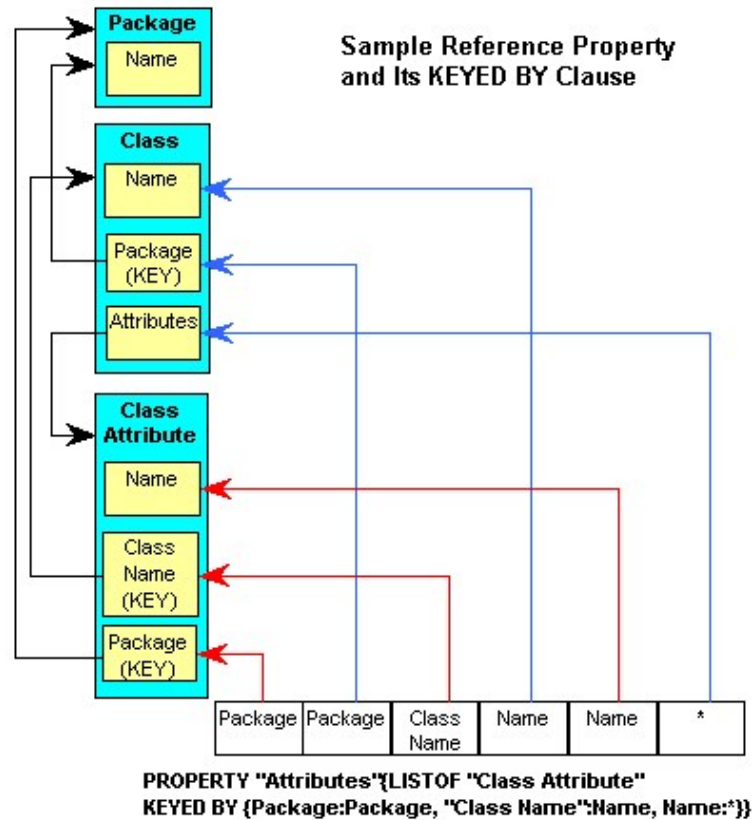 Package
Name
Sample Reference Property
and Its KEYED BY Clause
Class
Name
Package
(KEY)
Attributes
Class
Attribute
Name
Class
Name
(KEY)
Package
(KEY)
Package Package Class Name Name Name *
PROPERTY "Attributes"{LISTOF "Class Attribute"
KEYED BY {Package:Package, "Class Name":Name, Name:*}}